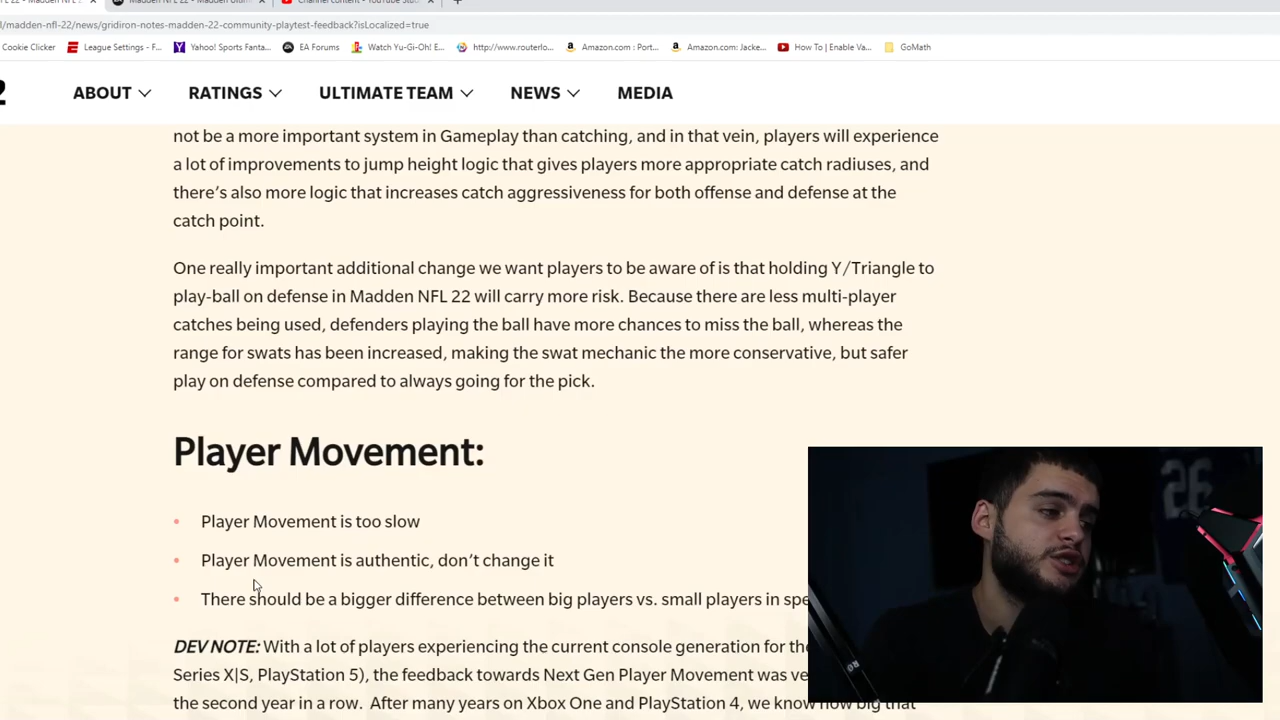 l/madden-nfl-22/news/gridiron-notes-madden-22-community-playtest-feedback?isLocalized=true
Cookie Clicker League Settings - F... Yahoo! Sports Fanta... EA Forums Watch Yu-Gi-Oh! E... http://www.routerlo... Amazon.com : Port... Amazon.com: Jacke... How To | Enable Va... GoMath
2 ABOUT RATINGS ULTIMATE TEAM NEWS MEDIA
not be a more important system in Gameplay than catching, and in that vein, players will experience
a lot of improvements to jump height logic that gives players more appropriate catch radiuses, and
there's also more logic that increases catch aggressiveness for both offense and defense at the
catch point.
One really important additional change we want players to be aware of is that holding Y/Triangle to
play-ball on defense in Madden NFL 22 will carry more risk. Because there are less multi-player
catches being used, defenders playing the ball have more chances to miss the ball, whereas the
range for swats has been increased, making the swat mechanic the more conservative, but safer
play on defense compared to always going for the pick.
Player Movement:
• Player Movement is too slow
• Player Movement is authentic, don't change it
• There should be a bigger difference between big players vs. small players in spe
DEV NOTE: With a lot of players experiencing the current console generation for the
Series X|S, PlayStation 5), the feedback towards Next Gen Player Movement was ve
the second year in a row. After many years on Xbox One and PlayStation 4, we know how big that
26